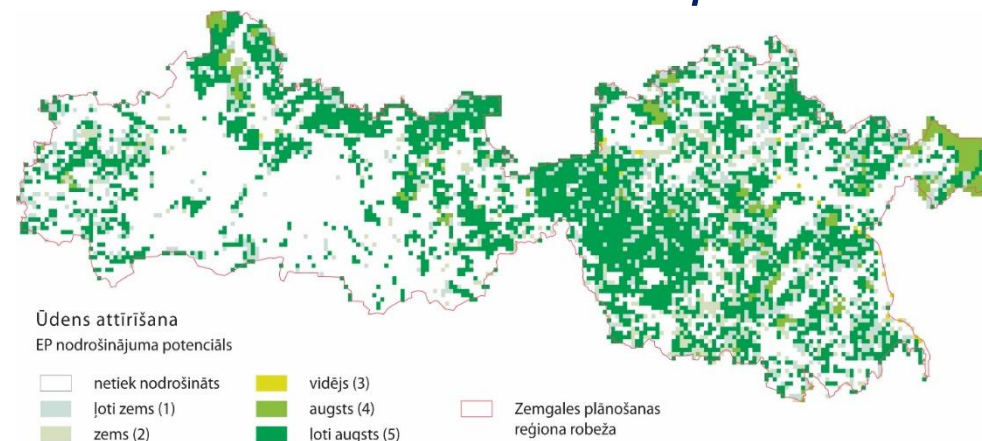 Ūdens attīrīšana
EP nodrošinājuma potenciāls
netiek nodrošināts
ļoti zems (1)
zems (2)
vidējs (3)
augsts (4)
ļoti augsts (5)
Zemgales plānošanas
reģiona robeža